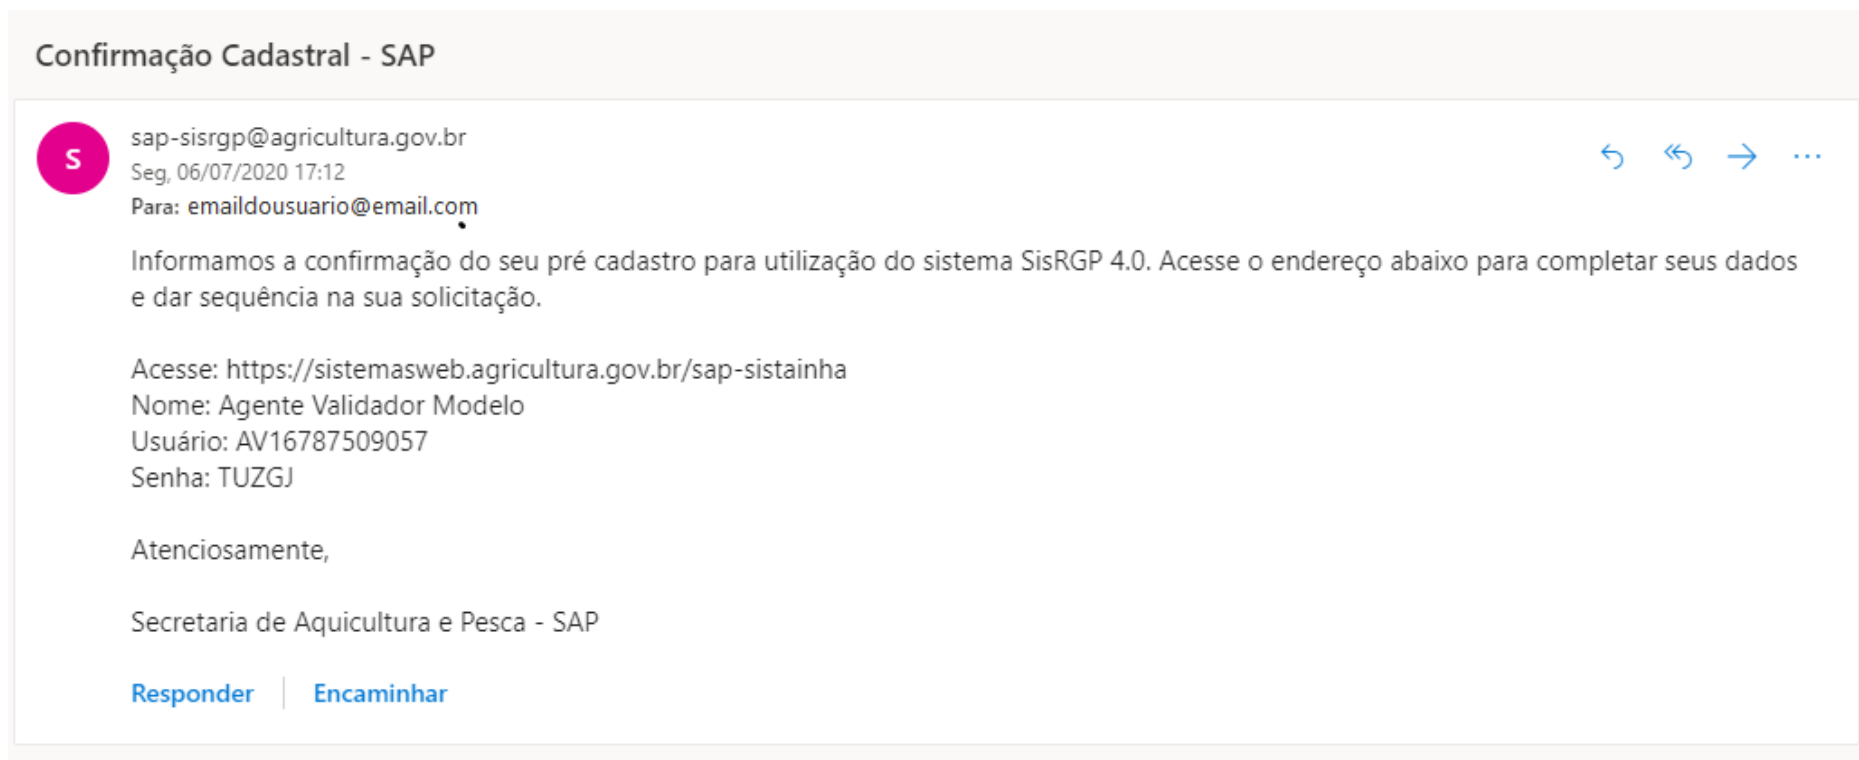 Confirmação Cadastral - SAP
S
sap-sisrgp@agricultura.gov.br
Seg, 06/07/2020 17:12
Para: emaildousuario@email.com
Informamos a confirmação do seu pré cadastro para utilização do sistema SisRGP 4.0. Acesse o endereço abaixo para completar seus dados
e dar sequência na sua solicitação.
Acesse: https://sistemasweb.agricultura.gov.br/sap-sistainha
Nome: Agente Validador Modelo
Usuário: AV16787509057
Senha: TUZGJ
Atenciosamente,
Secretaria de Aquicultura e Pesca - SAP
Responder Encaminhar